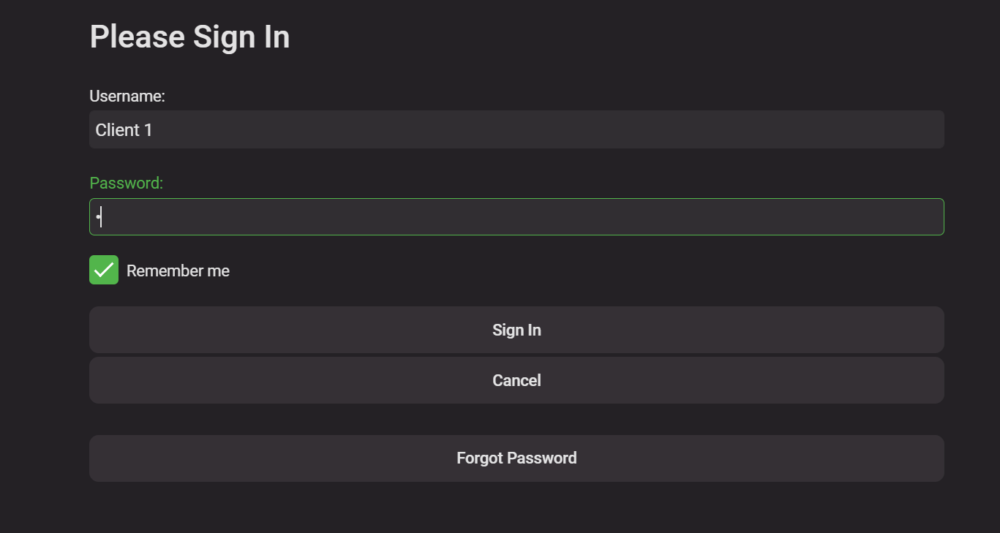 Please Sign In
Username:
Client 1
Password:
•
Remember me
Sign In
Cancel
Forgot Password